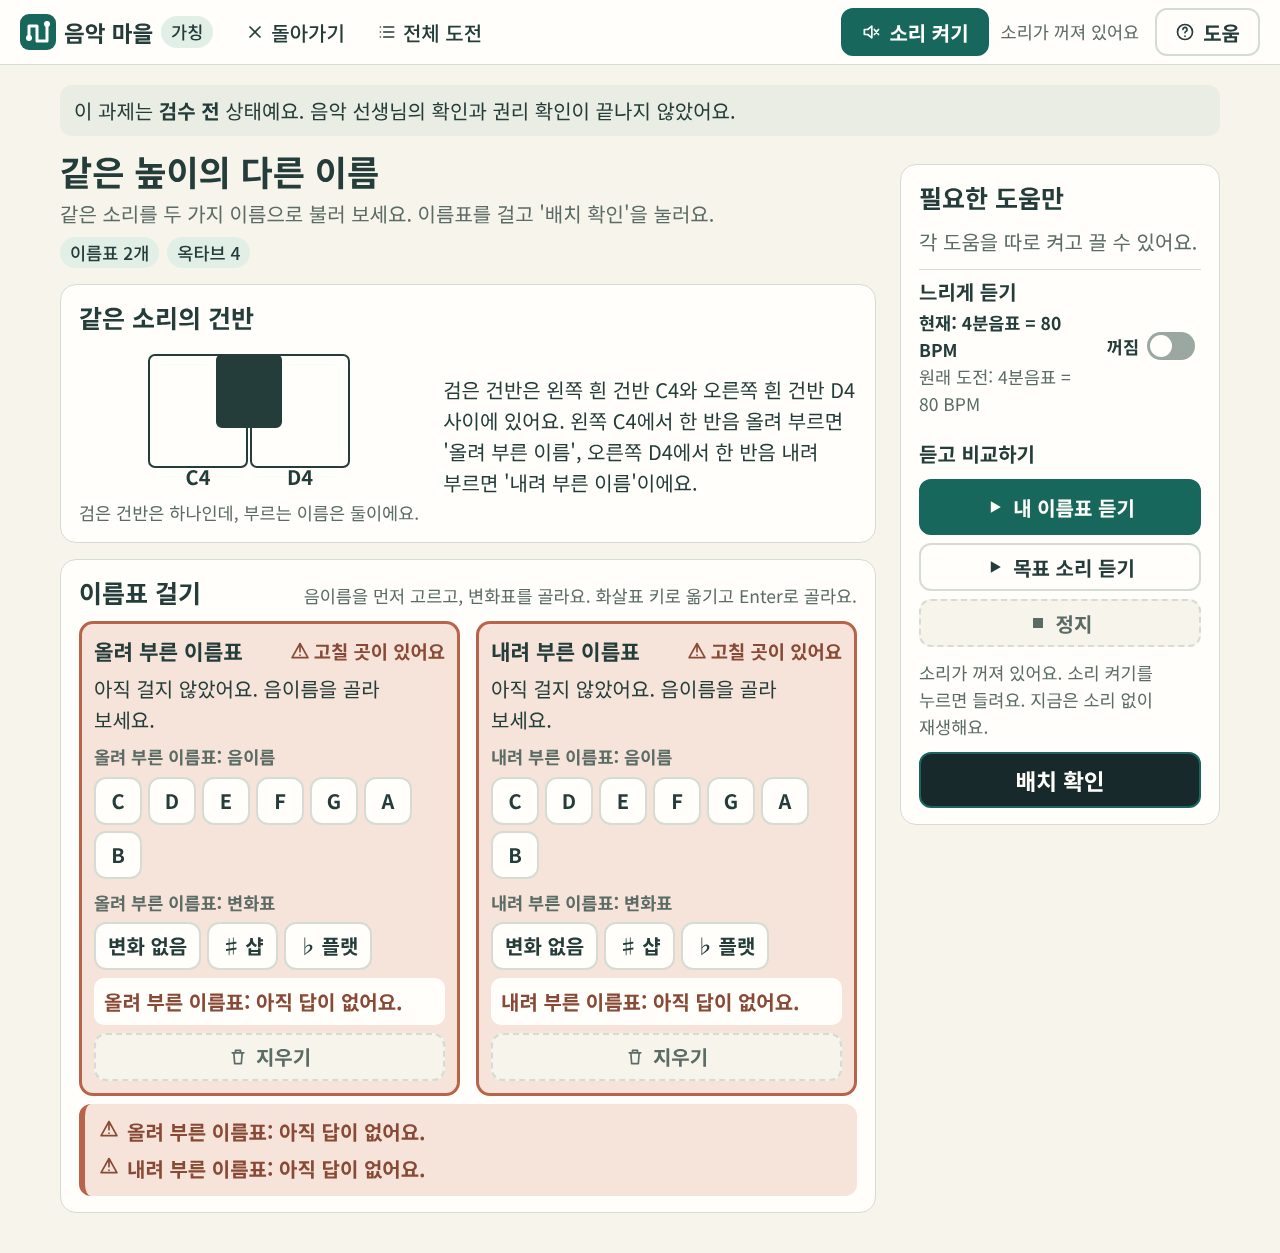 음악 마을 가칭 돌아가기 전체 도전 소리 켜기 소리가 꺼져 있어요 도움
이 과제는 검수 전 상태예요. 음악 선생님의 확인과 권리 확인이 끝나지 않았어요.
같은 높이의 다른 이름
같은 소리를 두 가지 이름으로 불러 보세요. 이름표를 걸고 '배치 확인'을 눌러요.
이름표 2개 옥타브 4
같은 소리의 건반
C4 D4
검은 건반은 하나인데, 부르는 이름은 둘이에요.
검은 건반은 왼쪽 흰 건반 C4와 오른쪽 흰 건반 D4
사이에 있어요. 왼쪽 C4에서 한 반음 올려 부르면
'올려 부른 이름', 오른쪽 D4에서 한 반음 내려
부르면 '내려 부른 이름'이에요.
이름표 걸기
음이름을 먼저 고르고, 변화표를 골라요. 화살표 키로 옮기고 Enter로 골라요.
올려 부른 이름표 ⚠ 고칠 곳이 있어요
아직 걸지 않았어요. 음이름을 골라
보세요.
올려 부른 이름표: 음이름
C D E F G A
B
올려 부른 이름표: 변화표
변화 없음 ♯ 샵 ♭ 플랫
올려 부른 이름표: 아직 답이 없어요.
지우기
내려 부른 이름표 ⚠ 고칠 곳이 있어요
아직 걸지 않았어요. 음이름을 골라
보세요.
내려 부른 이름표: 음이름
C D E F G A
B
내려 부른 이름표: 변화표
변화 없음 ♯ 샵 ♭ 플랫
내려 부른 이름표: 아직 답이 없어요.
지우기
⚠ 올려 부른 이름표: 아직 답이 없어요.
⚠ 내려 부른 이름표: 아직 답이 없어요.
필요한 도움만
각 도움을 따로 켜고 끌 수 있어요.
느리게 듣기
현재: 4분음표 = 80
BPM
원래 도전: 4분음표 =
80 BPM
꺼짐
듣고 비교하기
내 이름표 듣기
목표 소리 듣기
정지
소리가 꺼져 있어요. 소리 켜기를
누르면 들려요. 지금은 소리 없이
재생해요.
배치 확인